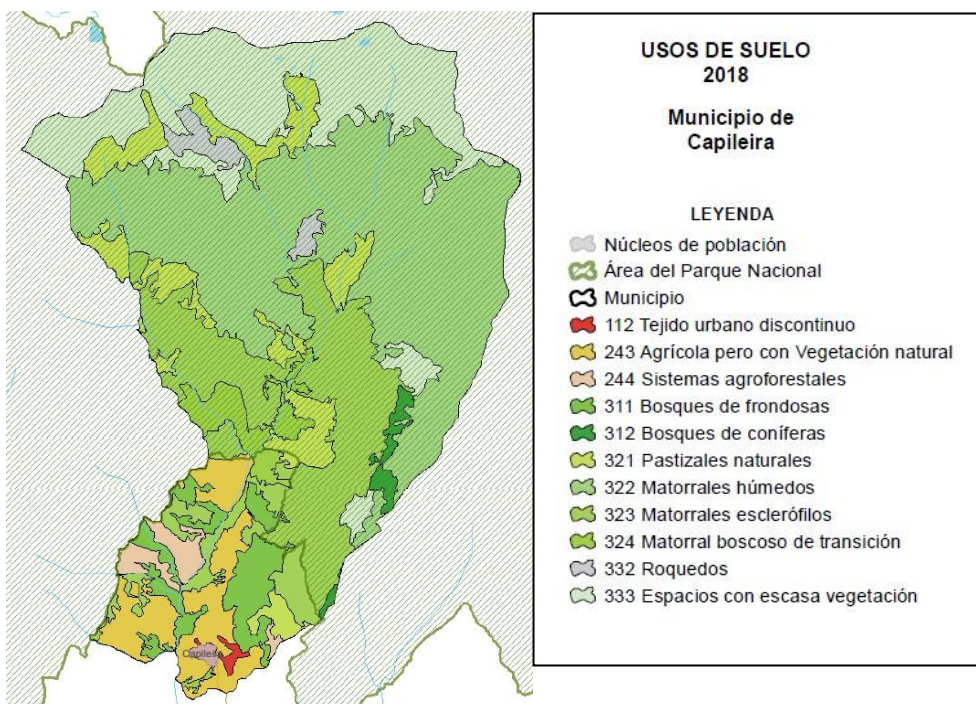 USOS DE SUELO
2018
Municipio de
Capileira
LEYENDA
Núcleos de población
Área del Parque Nacional
Municipio
112 Tejido urbano discontinuo
243 Agrícola pero con Vegetación natural
244 Sistemas agroforestales
311 Bosques de frondosas
312 Bosques de coníferas
321 Pastizales naturales
322 Matorrales húmedos
323 Matorrales esclerófilos
324 Matorral boscoso de transición
332 Roquedos
333 Espacios con escasa vegetación
Capileira